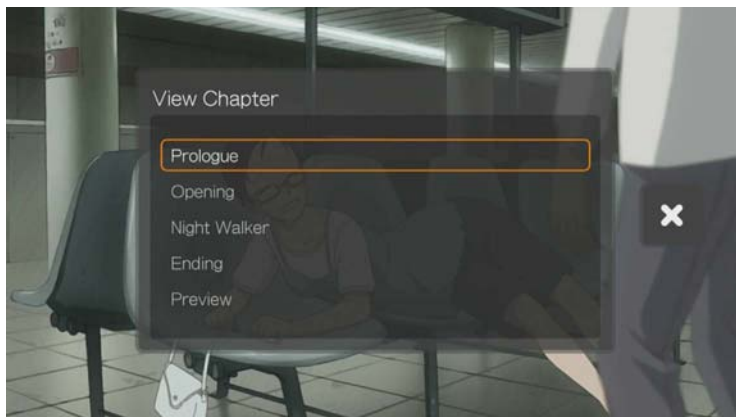 View Chapter
Prologue
Opening
Night Walker
Ending
Preview